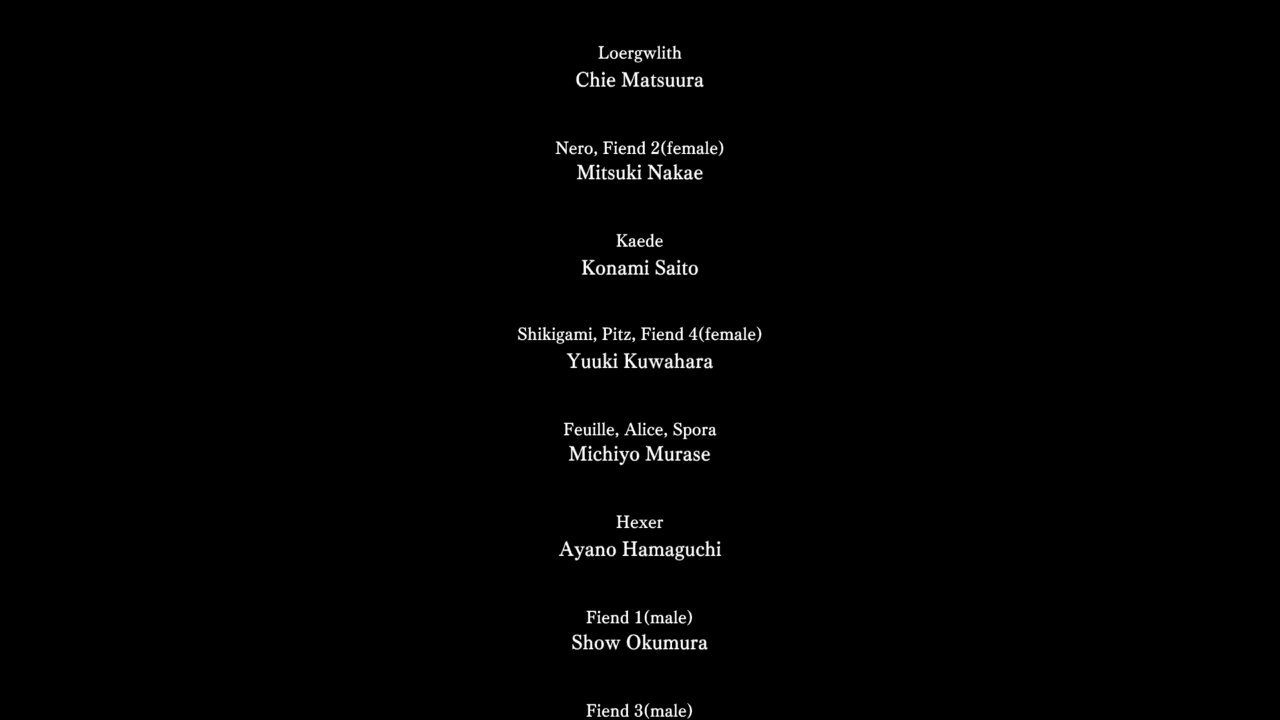 Loergwlith
Chie Matsuura
Nero, Fiend 2(female)
Mitsuki Nakae
Kaede
Konami Saito
Shikigami, Pitz, Fiend 4(female)
Yuuki Kuwahara
Feuille, Alice, Spora
Michiyo Murase
Hexer
Ayano Hamaguchi
Fiend 1(male)
Show Okumura
Fiend 3(male)